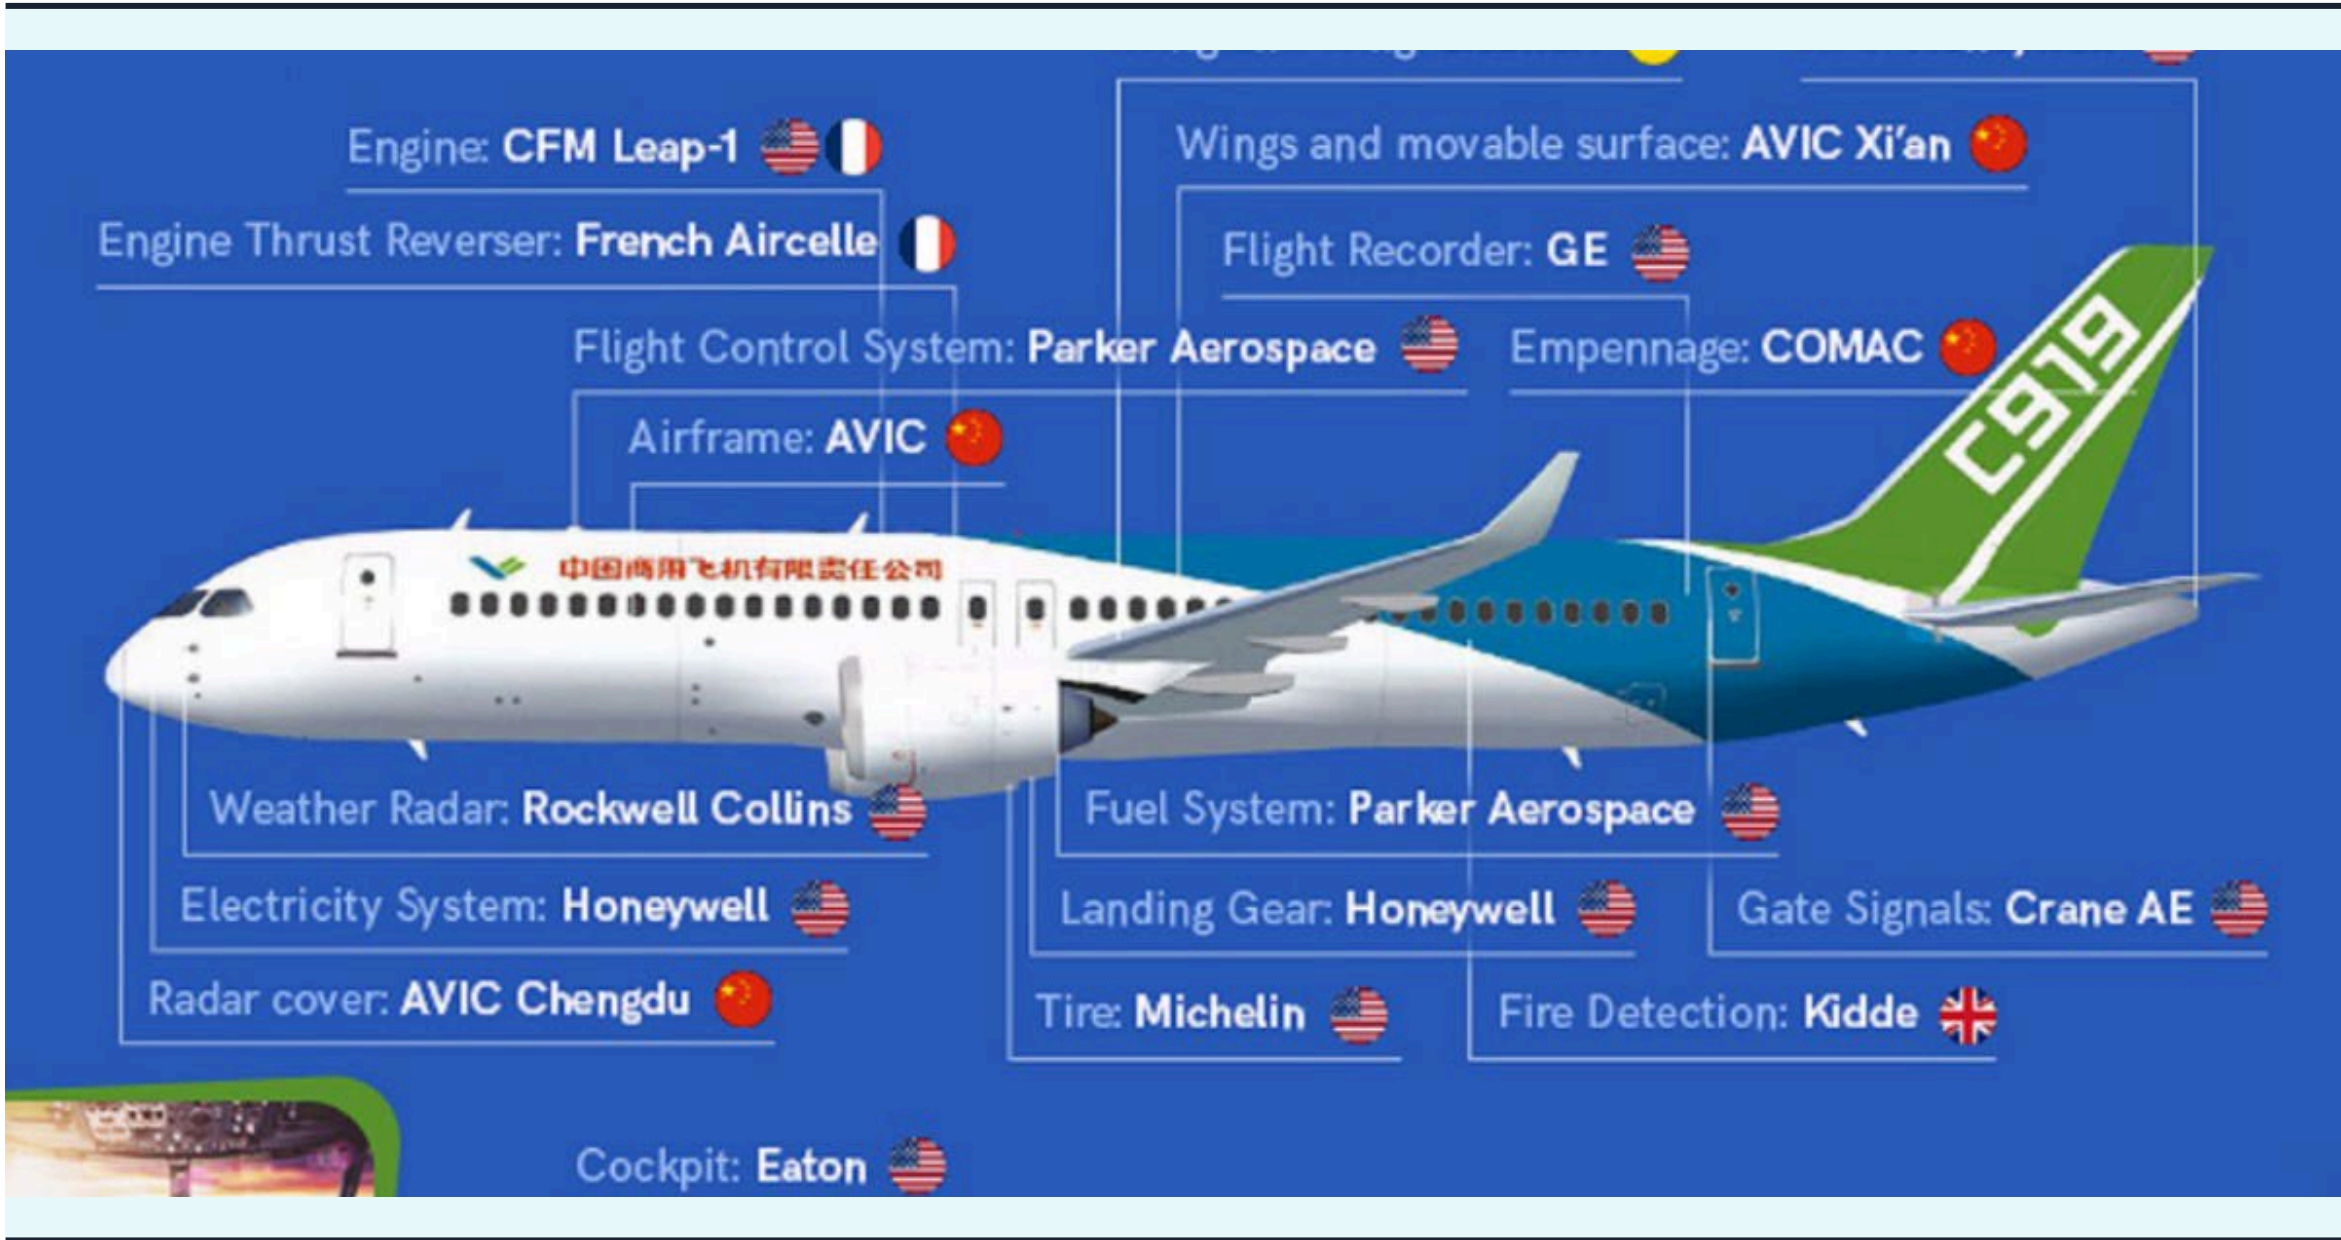 Engine: CFM Leap-1
Wings and movable surface: AVIC Xi'an
Engine Thrust Reverser: French Aircelle
Flight Recorder: GE
Flight Control System: Parker Aerospace
Empennage: COMAC
C919
Airframe: AVIC
中国商用飞机有限责任公司
Weather Radar: Rockwell Collins
Fuel System: Parker Aerospace
Electricity System: Honeywell
Landing Gear: Honeywell
Gate Signals: Crane AE
Radar cover: AVIC Chengdu
Tire: Michelin
Fire Detection: Kidde
Cockpit: Eaton